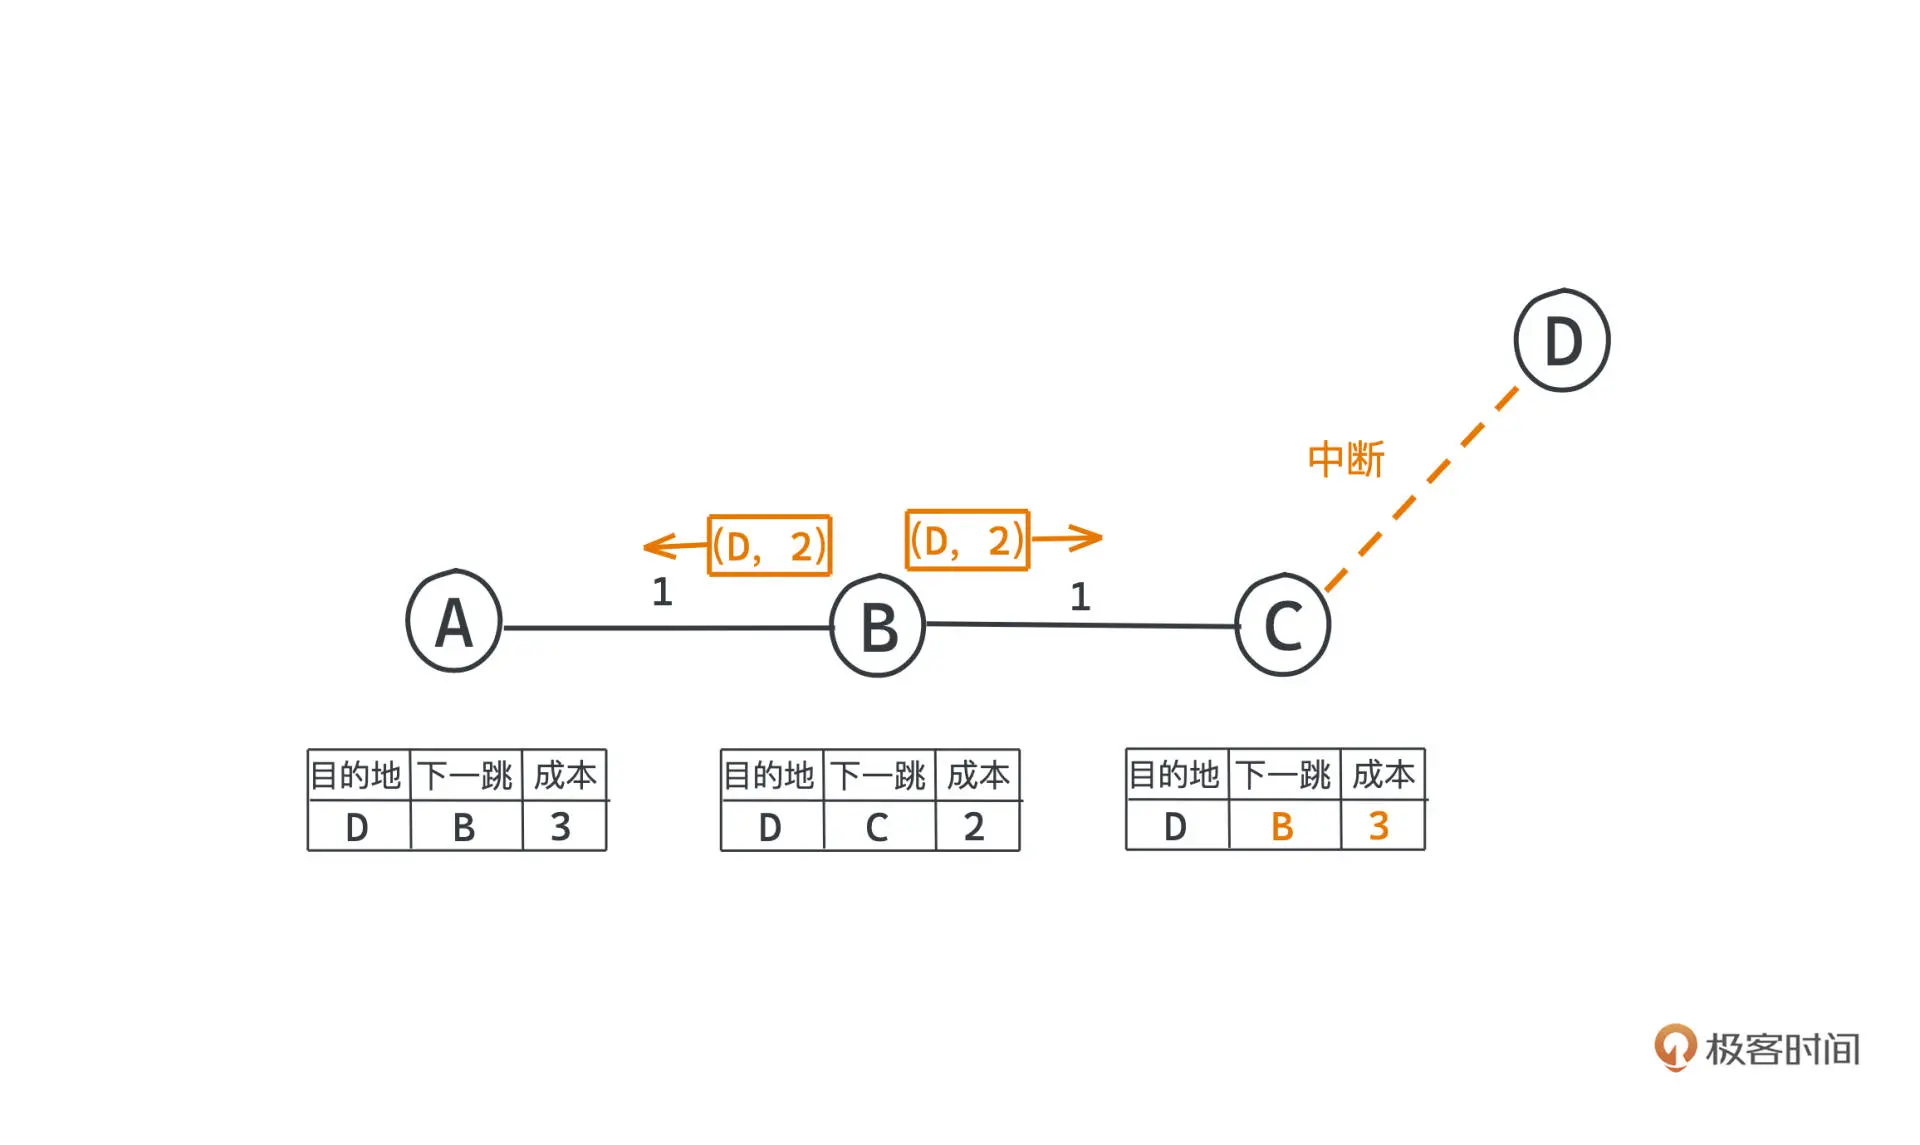 D
中断
(D, 2)
(D, 2)
1
1
A
B
C
目的地 下一跳 成本
D B 3
目的地 下一跳 成本
D C 2
目的地 下一跳 成本
D B 3
极客时间